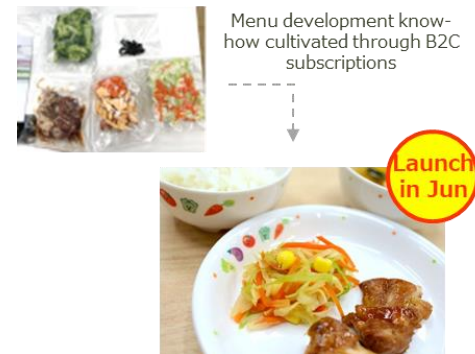 Menu development know-
how cultivated through B2C
subscriptions
Launch
in Jun